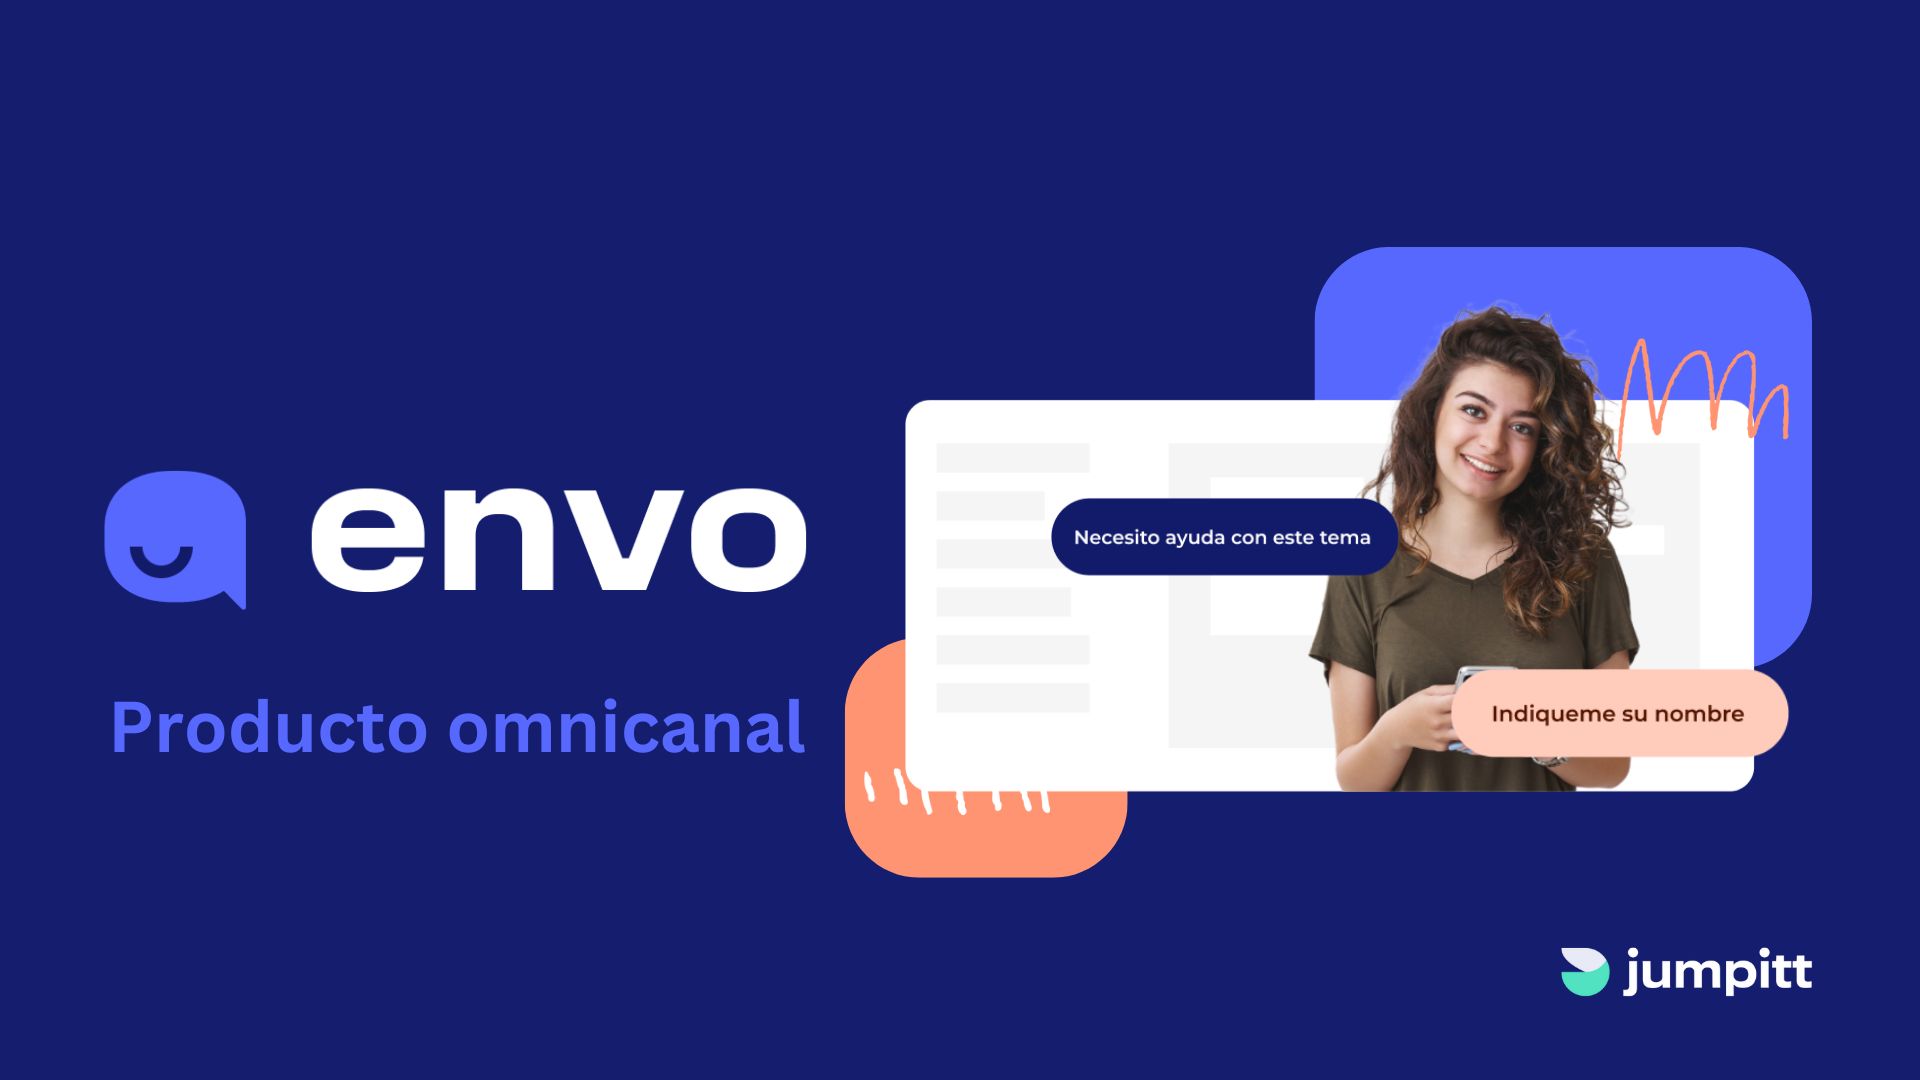 envo
Producto omnicanal
Necesito ayuda con este tema
Indiqueme su nombre
jumpitt